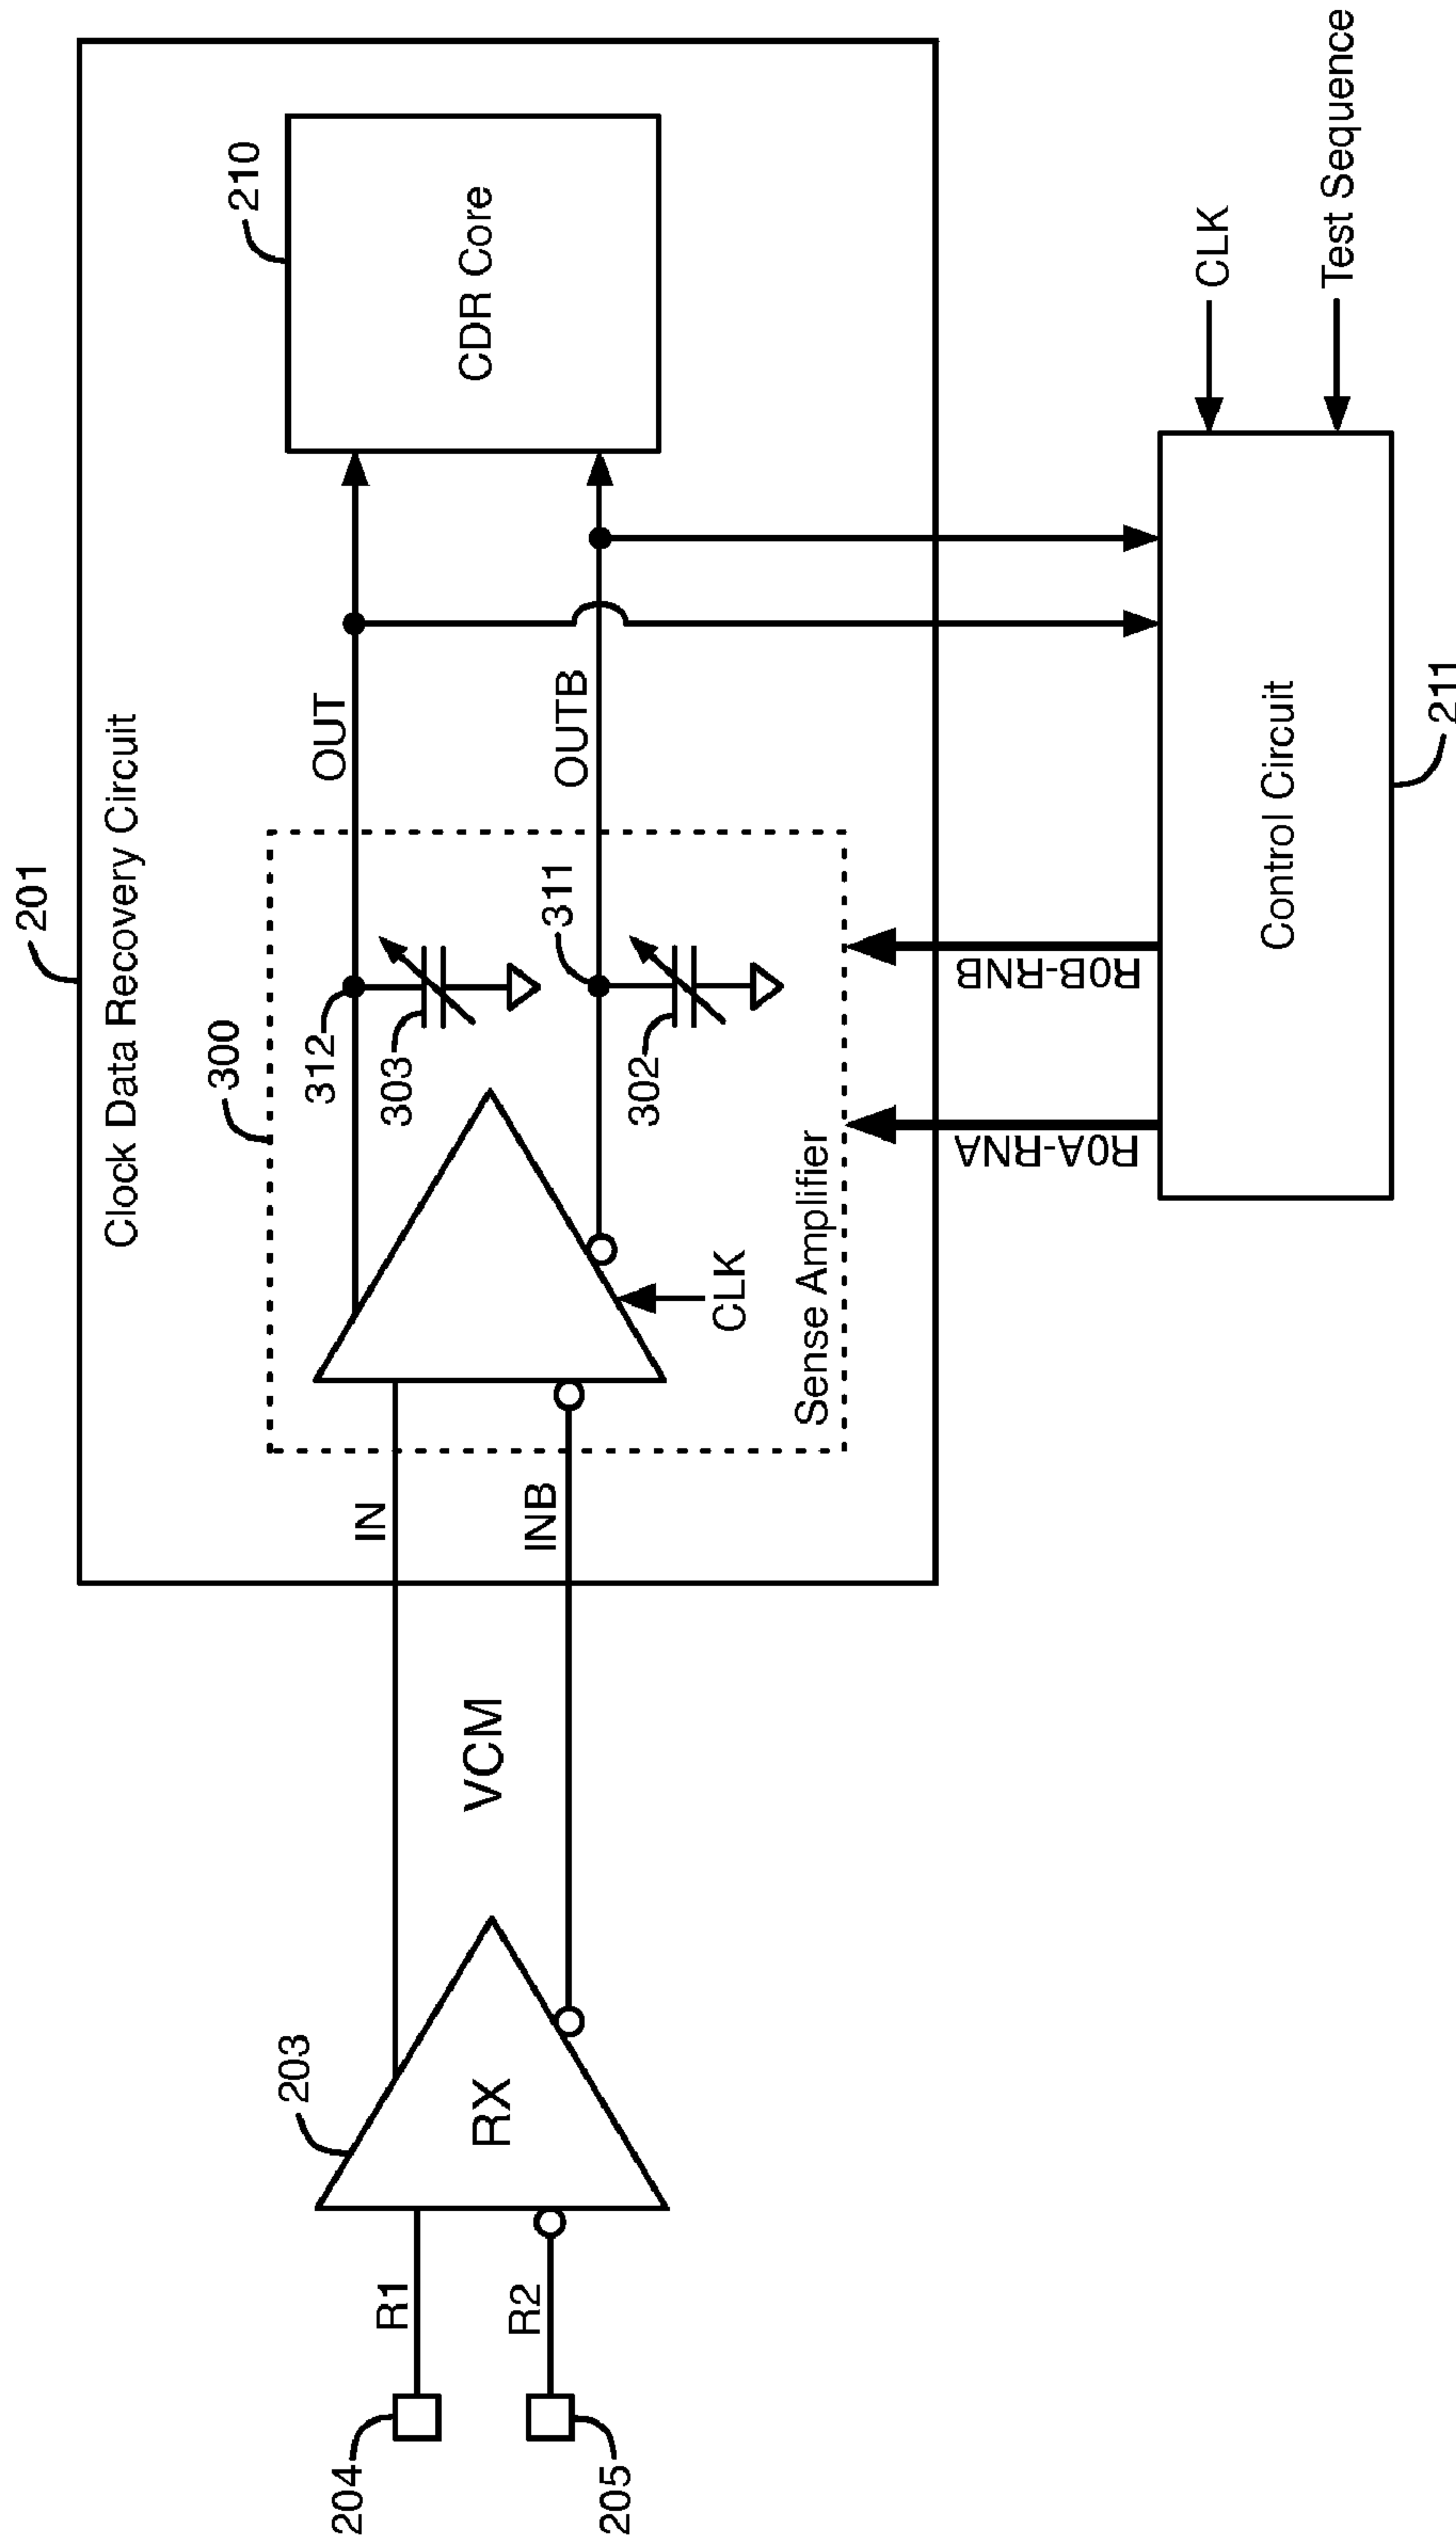 201
Clock Data Recovery Circuit
300
210
CDR Core
312
OUT
303
203
204
R1
IN
RX
VCM
R2
INB
205
311
OUTB
302
CLK
Sense Amplifier
R0A-RNA
R0B-RNB
CLK
Control Circuit
Test Sequence
211